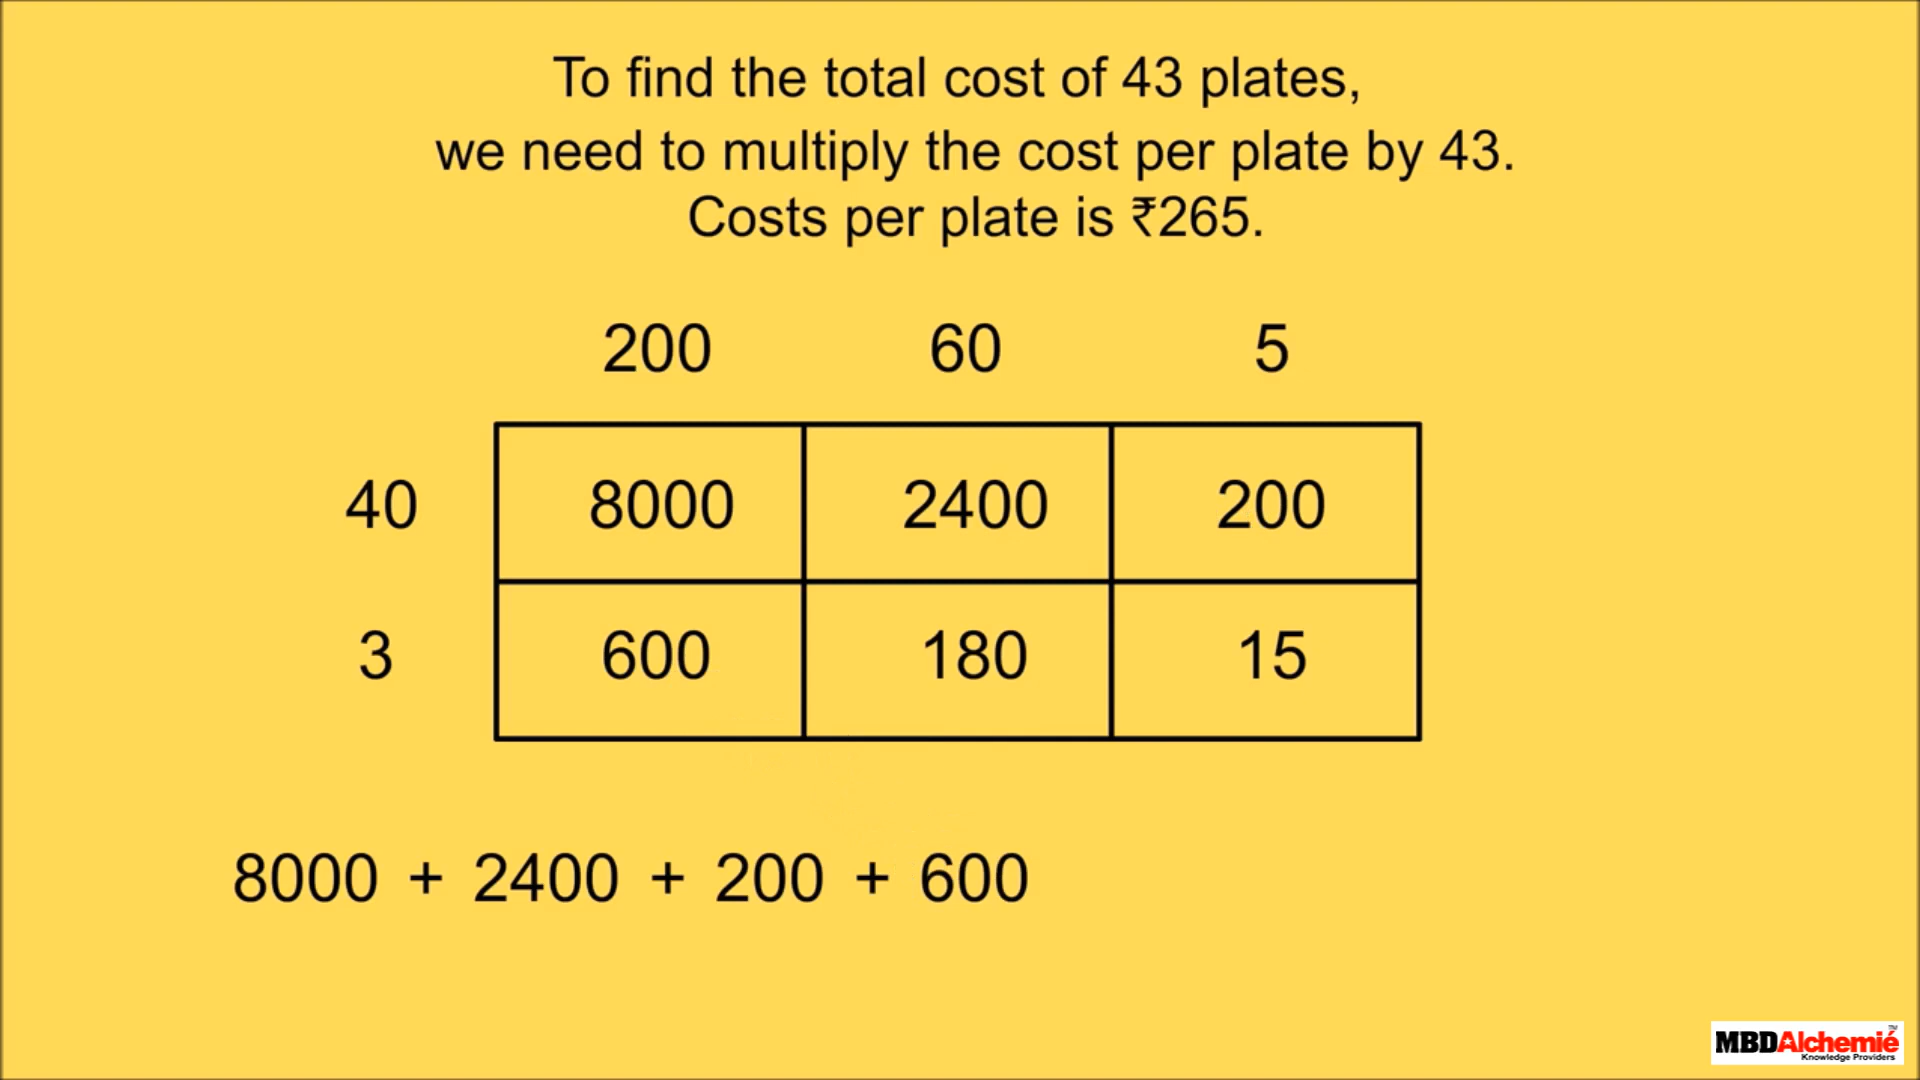 To find the total cost of 43 plates,
we need to multiply the cost per plate by 43.
Costs per plate is ₹265.
200 60 5
40 8000 2400 200
3 600 180 15
8000 + 2400 + 200 + 600
MBDAlchemié™
Knowledge Providers